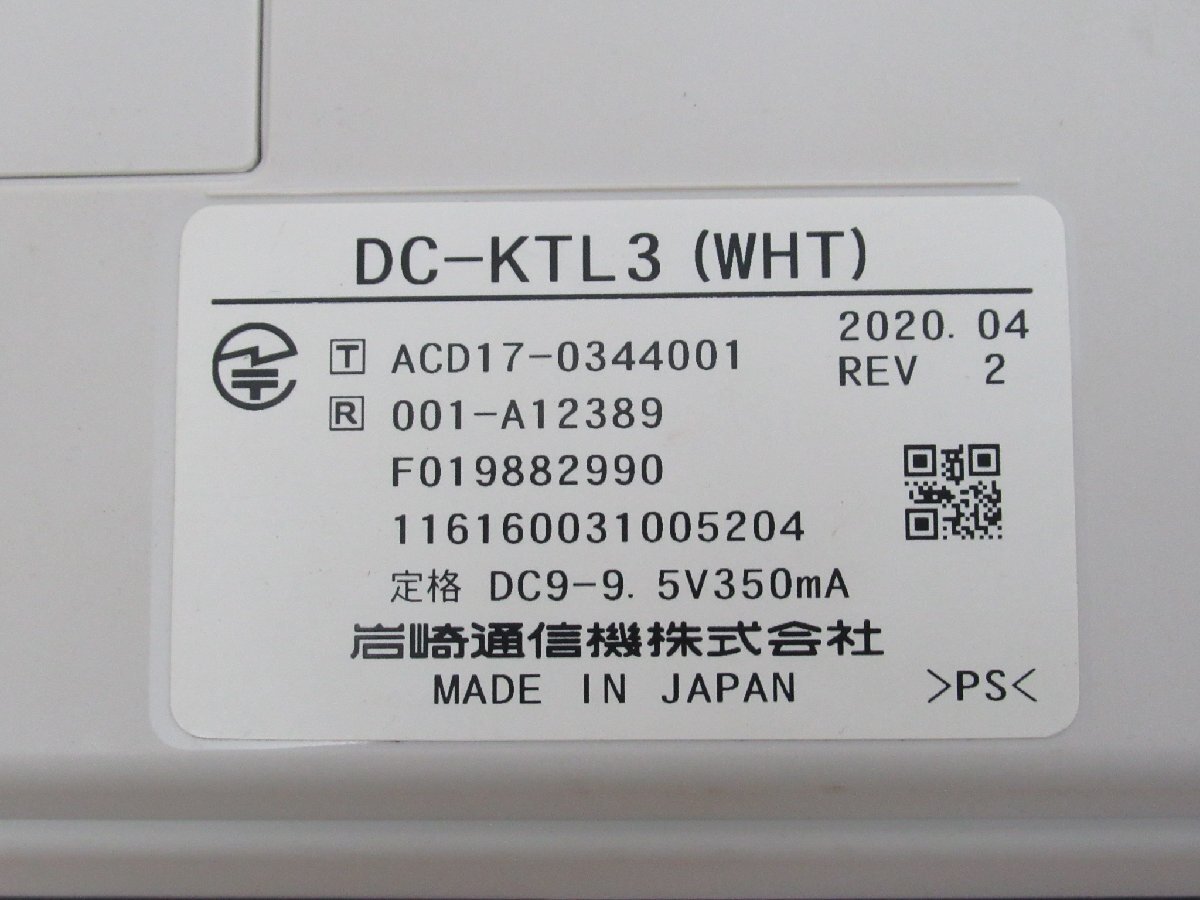 DC-KTL3 (WHT)
T ACD17-0344001
2020. 04
R 001-A12389
REV 2
F019882990
116160031005204
定格 DC9-9. 5V350mA
岩崎通信機株式会社
MADE IN JAPAN
>PS<